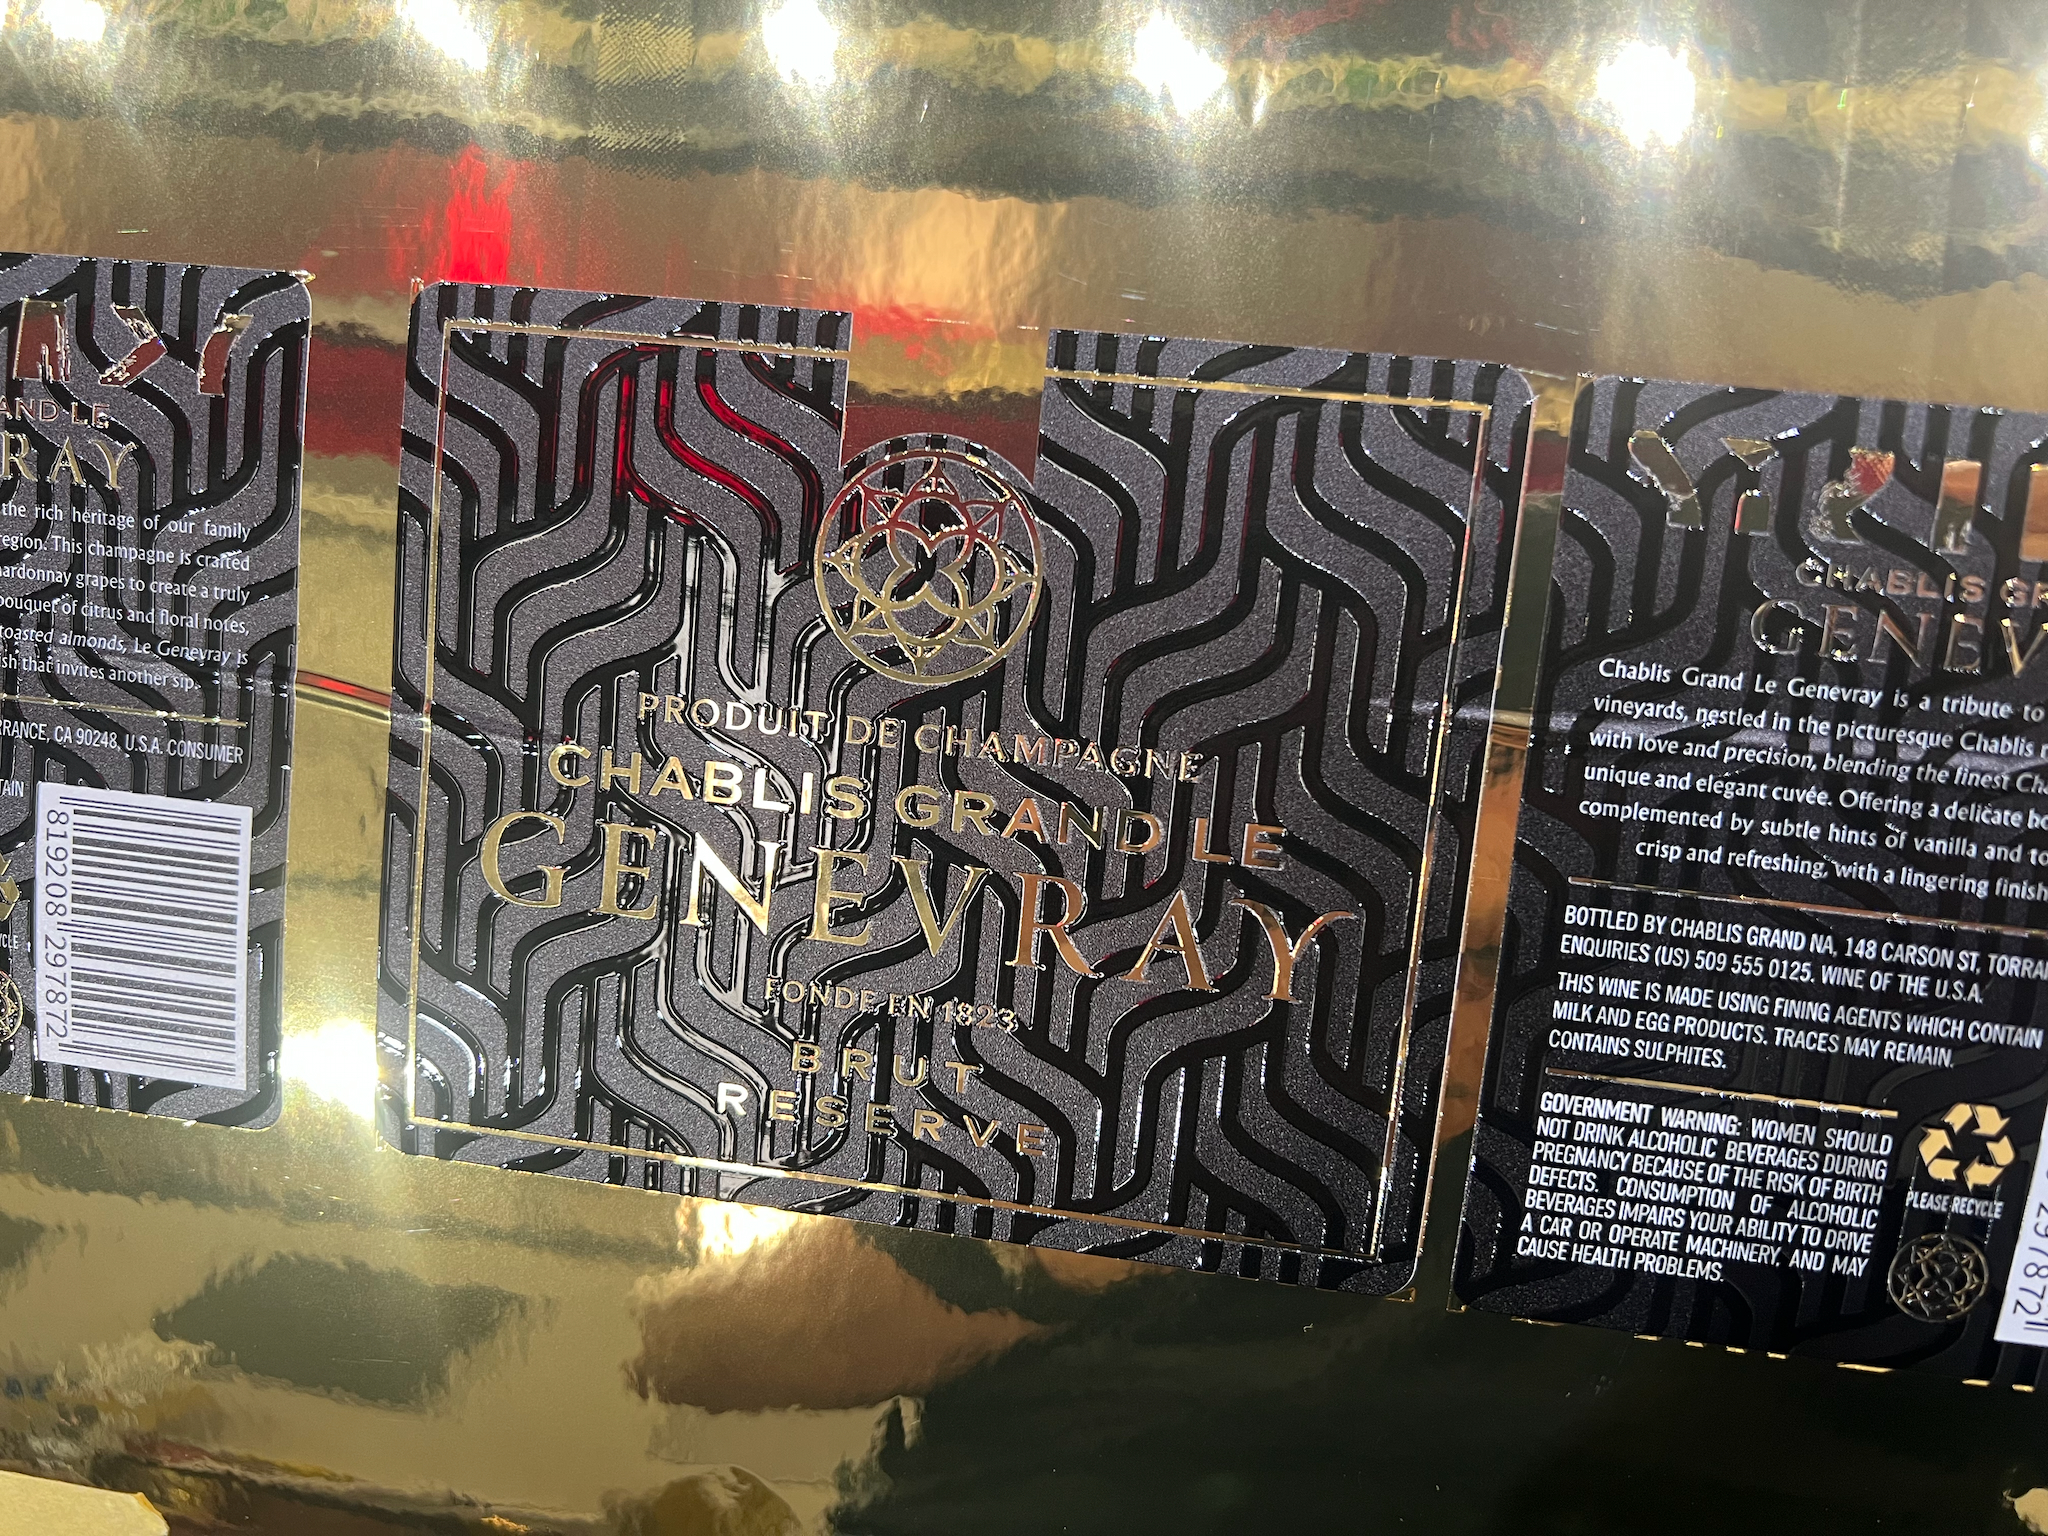 AND LE
RAY
the rich heritage of our family
region. This champagne is crafted
ardonnay grapes to create a truly
bouquet of citrus and floral notes,
toasted almonds, Le Genevray is
ish that invites another sip.
RRANCE, CA 90248, U.S.A. CONSUMER
TAIN
YCLE
819208 297872
PRODUIT DE CHAMPAGNE
CHABLIS GRAND LE
GENEVRAY
FONDE EN 1823
BRUT
RESERVE
CHABLIS GR
GENEV
Chablis Grand Le Genevray is a tribute to
vineyards, nestled in the picturesque Chablis r
with love and precision, blending the finest Cha
unique and elegant cuvée. Offering a delicate bo
complemented by subtle hints of vanilla and to
crisp and refreshing, with a lingering finish
BOTTLED BY CHABLIS GRAND NA, 148 CARSON ST, TORRA
ENQUIRIES (US) 509 555 0125. WINE OF THE U.S.A.
THIS WINE IS MADE USING FINING AGENTS WHICH CONTAIN
MILK AND EGG PRODUCTS. TRACES MAY REMAIN.
CONTAINS SULPHITES.
GOVERNMENT WARNING: WOMEN SHOULD
NOT DRINK ALCOHOLIC BEVERAGES DURING
PREGNANCY BECAUSE OF THE RISK OF BIRTH
DEFECTS. CONSUMPTION OF ALCOHOLIC
BEVERAGES IMPAIRS YOUR ABILITY TO DRIVE
A CAR OR OPERATE MACHINERY, AND MAY
CAUSE HEALTH PROBLEMS.
PLEASE RECYCLE
297872